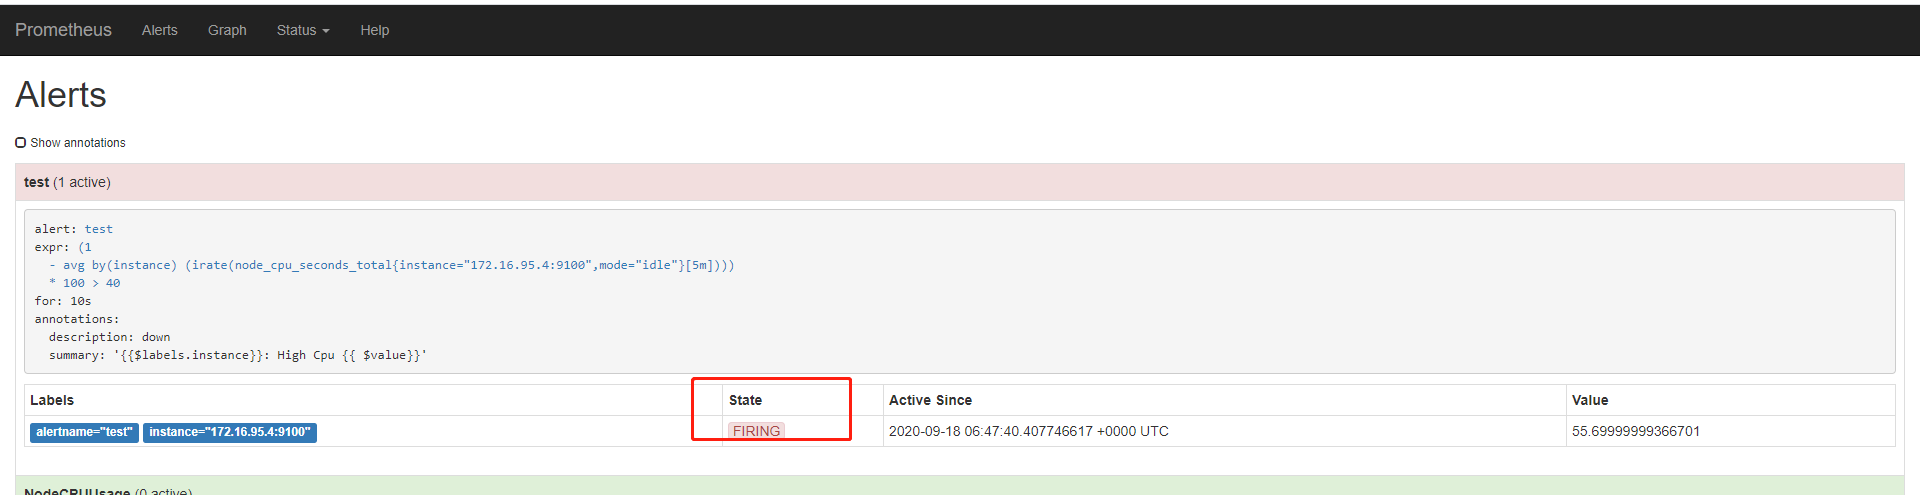 Prometheus Alerts Graph Status Help
Alerts
Show annotations
test (1 active)
alert: test
expr: (1
- avg by(instance) (irate(node_cpu_seconds_total{instance="172.16.95.4:9100",mode="idle"}[5m])))
* 100 > 40
for: 10s
annotations:
description: down
summary: '{{$labels.instance}}: High Cpu {{ $value}}'
Labels State Active Since Value
alertname="test" instance="172.16.95.4:9100" FIRING 2020-09-18 06:47:40.407746617 +0000 UTC 55.69999999366701
NodeCPUUsage (0 active)